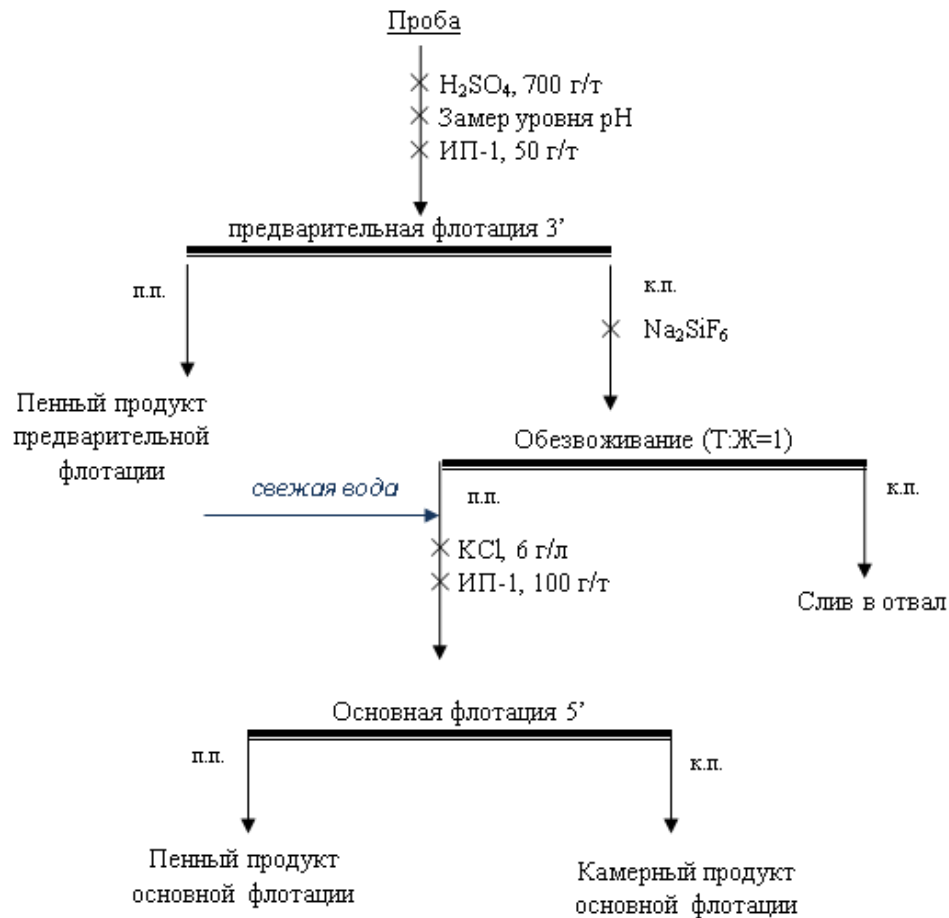 Проба
H₂SO₄, 700 г/т
Замер уровня рН
ИП-1, 50 г/т
предварительная флотация 3’
п.п.
к.п.
Na₂SiF₆
Пенный продукт
предварительной
флотации
Обезвоживание (Т:Ж=1)
свежая вода
п.п.
к.п.
KCl, 6 г/л
ИП-1, 100 г/т
Слив в отвал
Основная флотация 5’
п.п.
к.п.
Пенный продукт
основной флотации
Камерный продукт
основной флотации